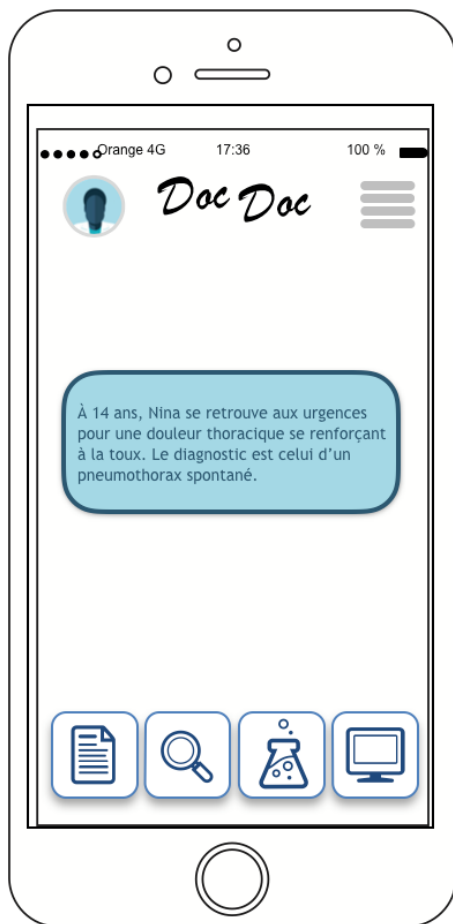 Orange 4G 17:36 100 %
Doc Doc
À 14 ans, Nina se retrouve aux urgences
pour une douleur thoracique se renforçant
à la toux. Le diagnostic est celui d’un
pneumothorax spontané.